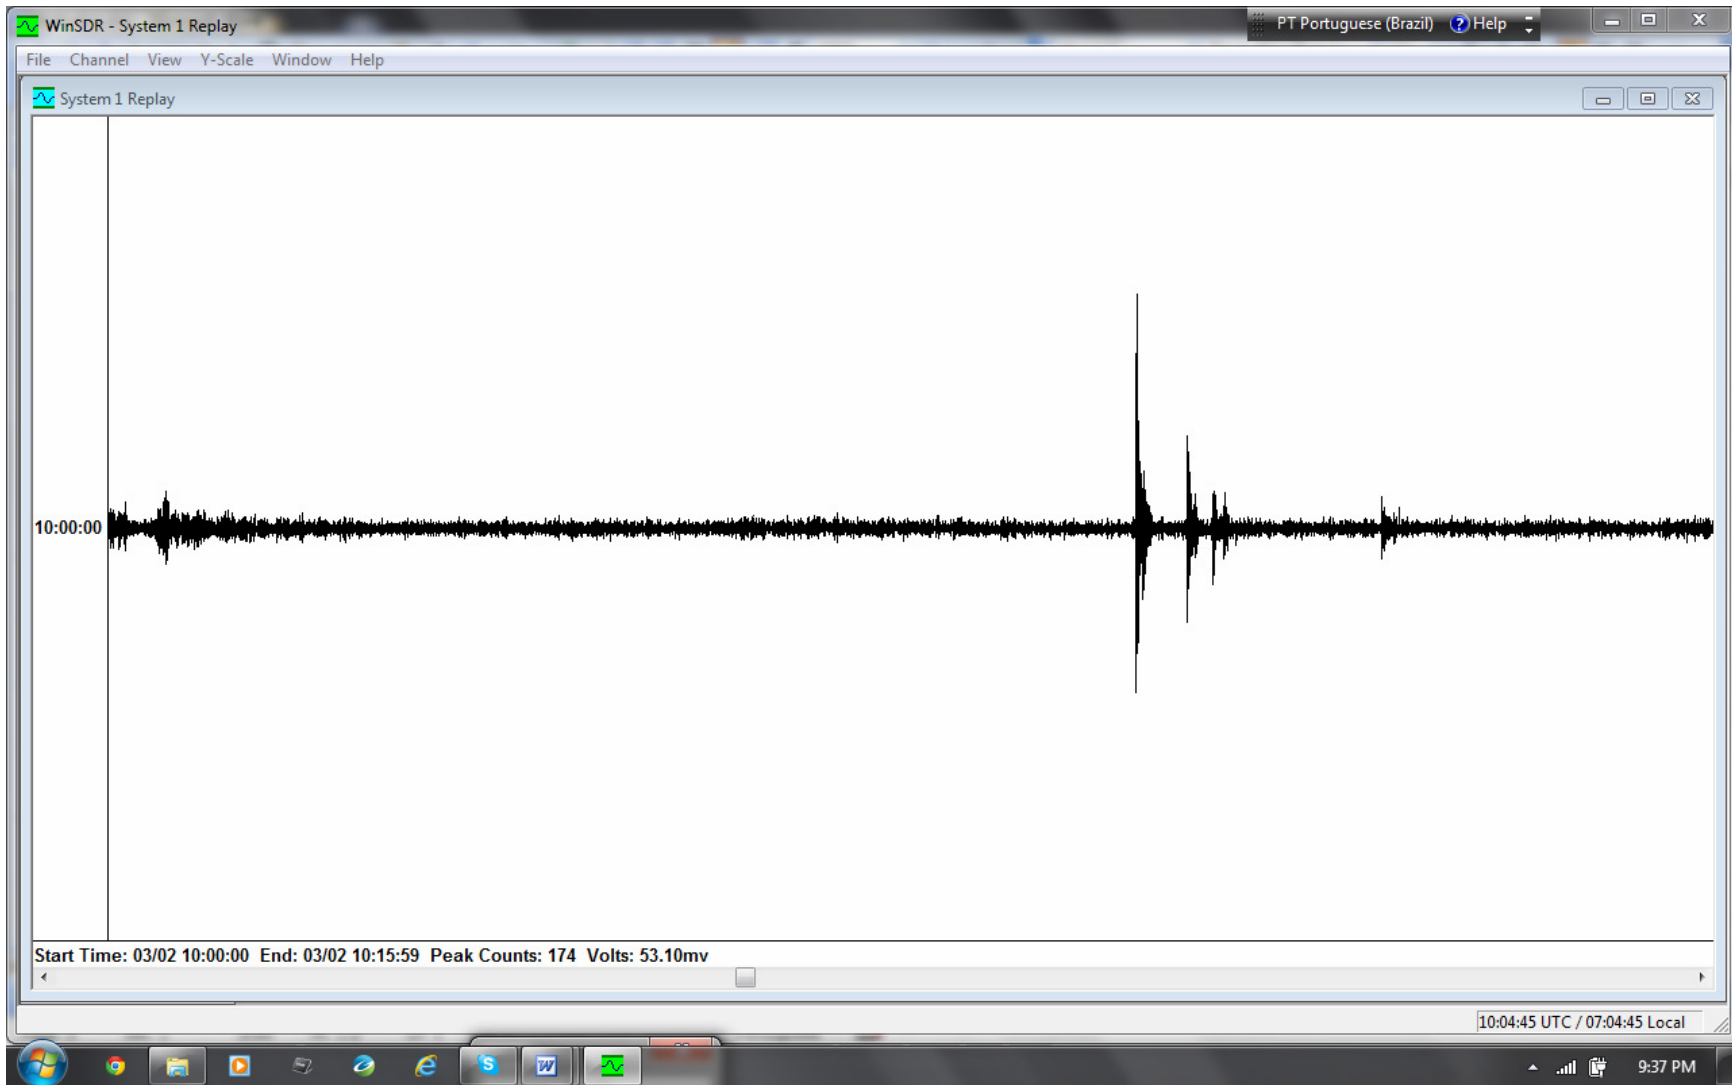 WinSDR - System 1 Replay
PT Portuguese (Brazil) ? Help
File Channel View Y-Scale Window Help
System 1 Replay
10:00:00
Start Time: 03/02 10:00:00 End: 03/02 10:15:59 Peak Counts: 174 Volts: 53.10mv
10:04:45 UTC / 07:04:45 Local
9:37 PM